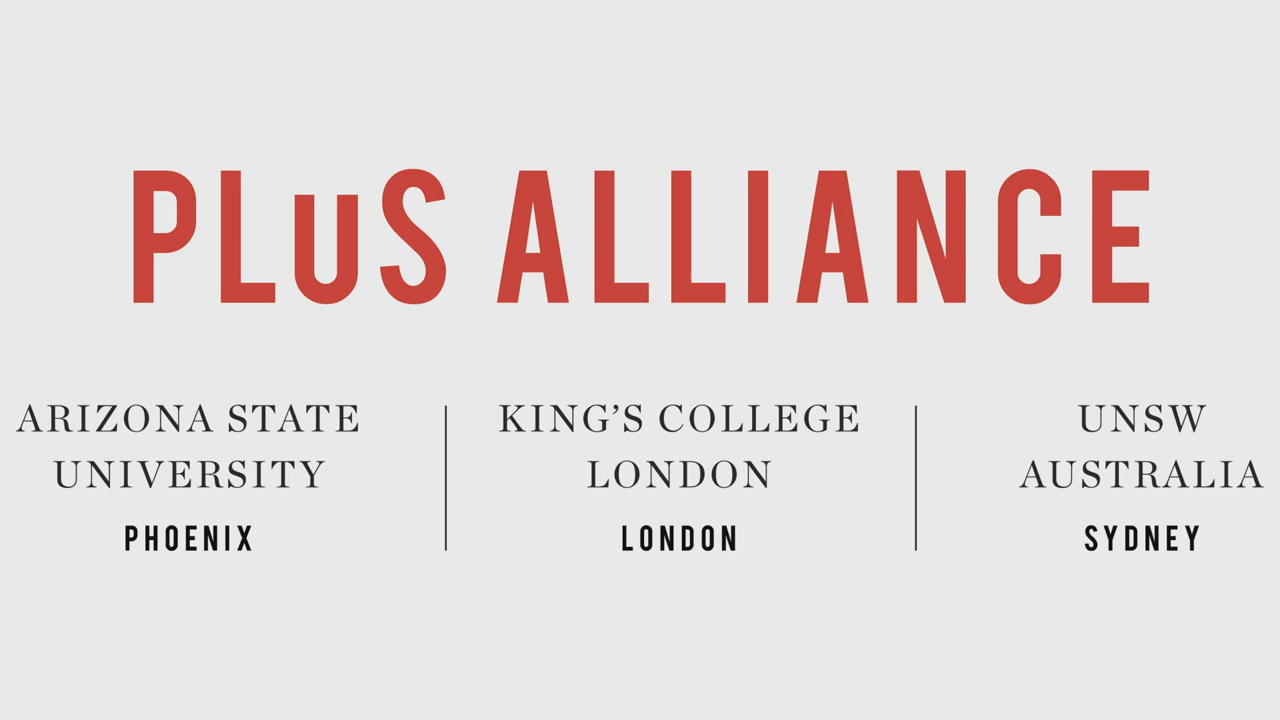 PLuS ALLIANCE
ARIZONA STATE
UNIVERSITY
PHOENIX
KING’S COLLEGE
LONDON
LONDON
UNSW
AUSTRALIA
SYDNEY